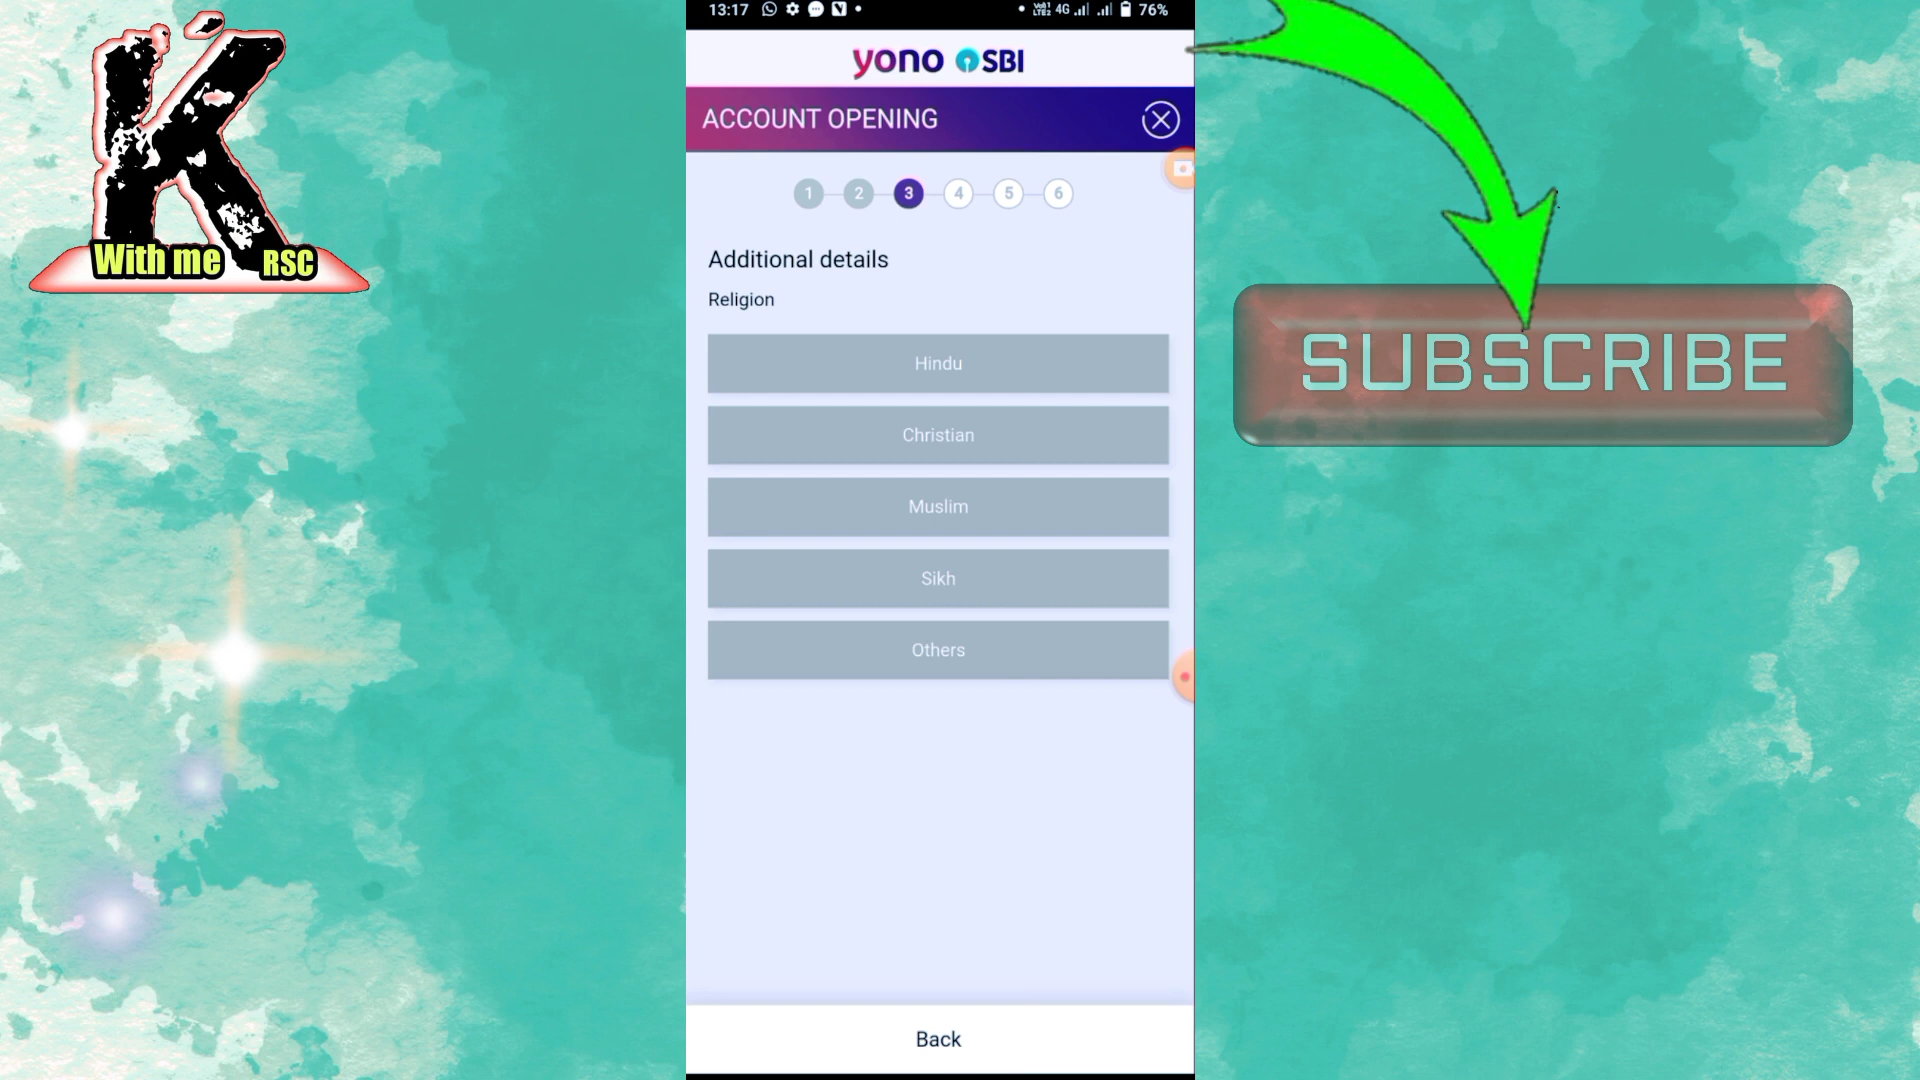 K
With me RSC
13:17
4G
76%
yono SBI
ACCOUNT OPENING
1 2 3 4 5 6
Additional details
Religion
Hindu
Christian
Muslim
Sikh
Others
Back
SUBSCRIBE